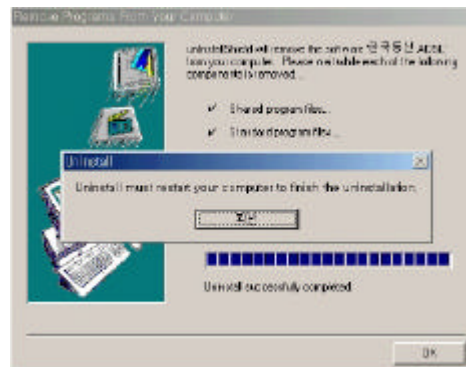 Remove Programs From Your Computer
uninstallShield will remove the software '한국통신 ADSL'
from your computer. Please wait while each of the following
components is removed...
✓ Shared program files...
✓ Standard program files...
Uninstall
Uninstall must restart your computer to finish the uninstallation.
확인
Uninstall successfully completed.
OK